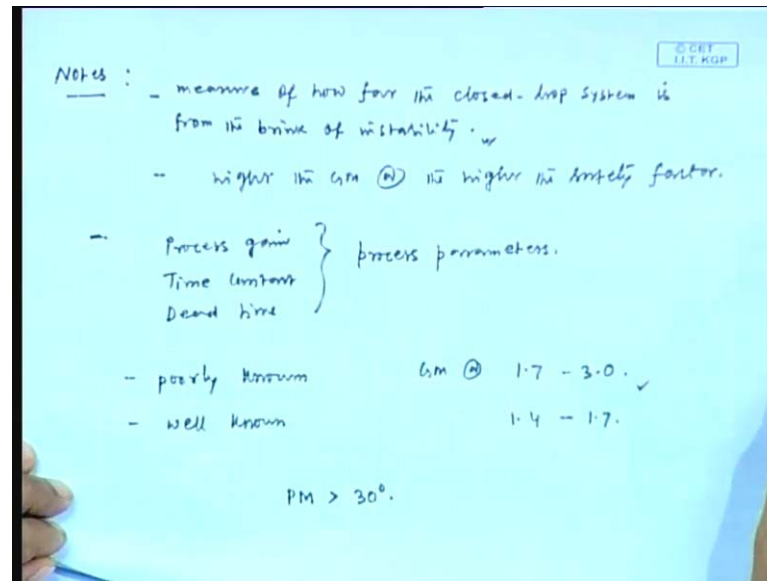 © CET
I.I.T. KGP
Notes :
- measure of how far the closed-loop system is
from the brink of instability.
- higher the GM the higher the safety factor.
- Process gain
Time constant } process parameters.
Dead time
- poorly known GM 1.7 - 3.0.
- well known 1.4 - 1.7.
PM > 30°.